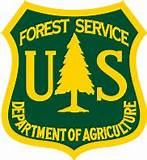 FOREST SERVICE
U S
DEPARTMENT OF AGRICULTURE